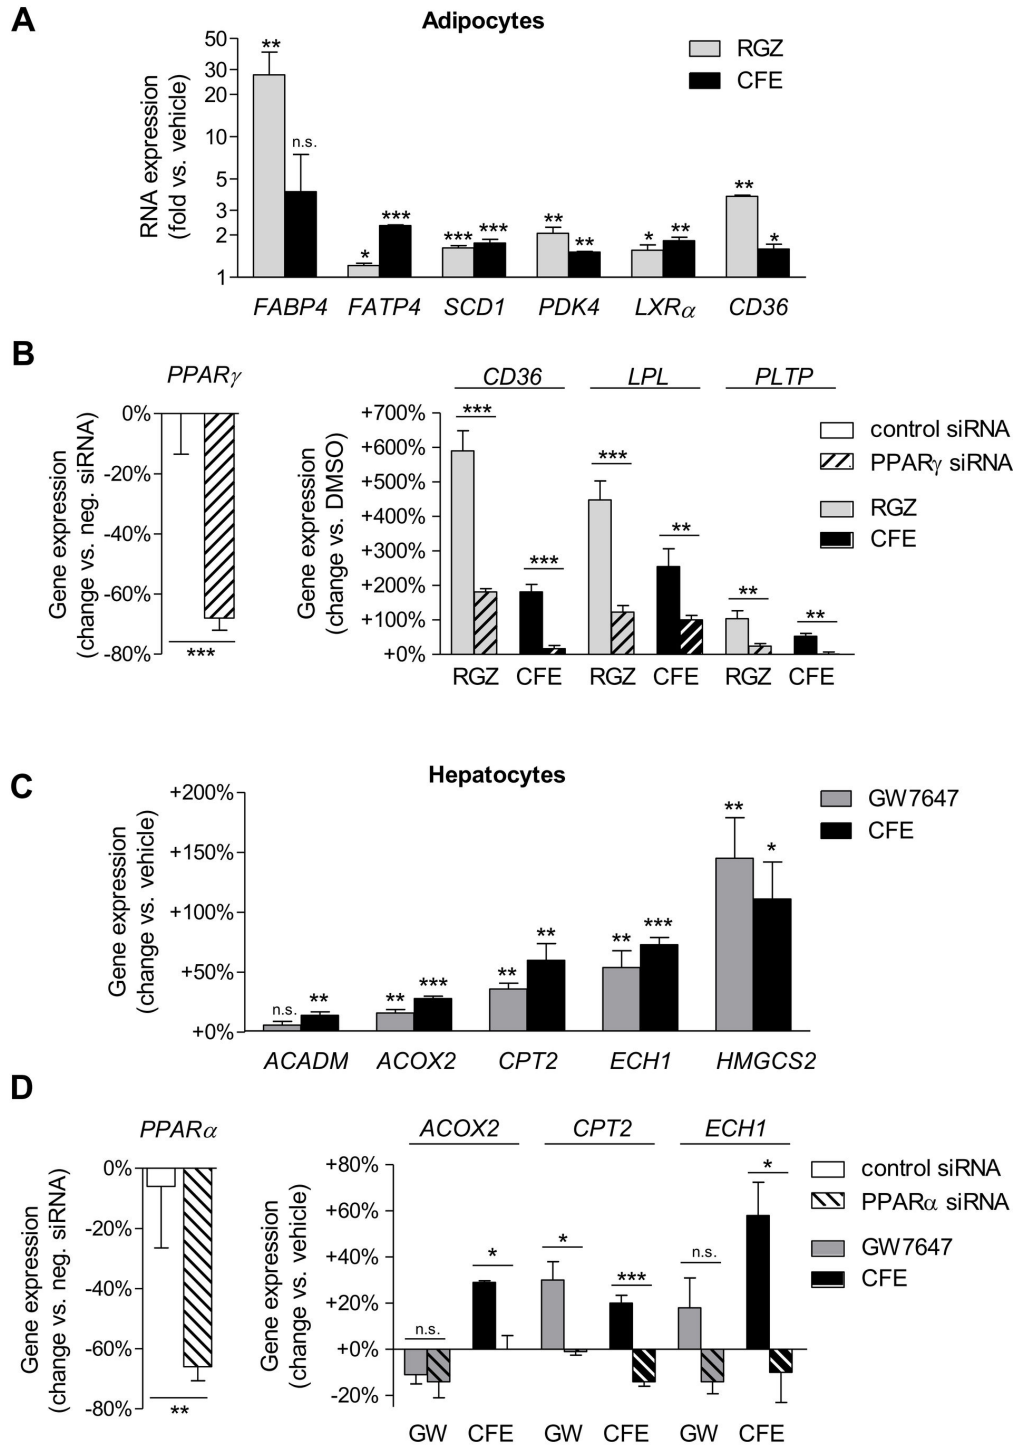 A
Adipocytes
RNA expression
(fold vs. vehicle)
50
30
20
10
5
3
2
1
** n.s. * *** *** *** ** ** * ** ** *
RGZ
CFE
FABP4 FATP4 SCD1 PDK4 LXRα CD36
B
PPARγ
Gene expression
(change vs. neg. siRNA)
0%
-20%
-40%
-60%
-80%
***
CD36 LPL PLTP
Gene expression
(change vs. DMSO)
+700%
+600%
+500%
+400%
+300%
+200%
+100%
+0%
*** *** *** ** ** **
RGZ CFE RGZ CFE RGZ CFE
control siRNA
PPARγ siRNA
RGZ
CFE
C
Hepatocytes
Gene expression
(change vs. vehicle)
+200%
+150%
+100%
+50%
+0%
n.s. ** ** *** ** ** ** *** ** *
GW7647
CFE
ACADM ACOX2 CPT2 ECH1 HMGCS2
D
PPARα
Gene expression
(change vs. neg. siRNA)
0%
-20%
-40%
-60%
-80%
**
ACOX2 CPT2 ECH1
Gene expression
(change vs. vehicle)
+80%
+60%
+40%
+20%
+0%
-20%
n.s. * * *** n.s. *
GW CFE GW CFE GW CFE
control siRNA
PPARα siRNA
GW7647
CFE